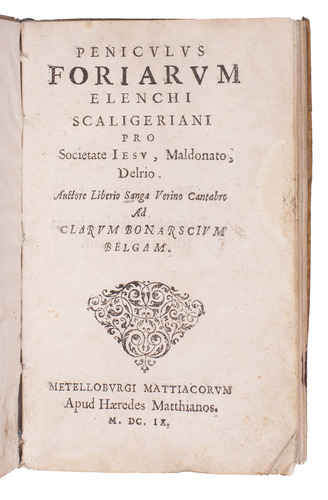 PENICVLVS
FORIARVM
ELENCHI
SCALIGERIANI
PRO
Societate IESV, Maldonato,
Delrio.
Auctore Liberio Sanga Verino Cantabro
Ad
CLARVM BONARSCIVM
BELGAM.
METELLOBVRGI MATTIACORVM
Apud Hæredes Matthianos.
M. DC. IX.